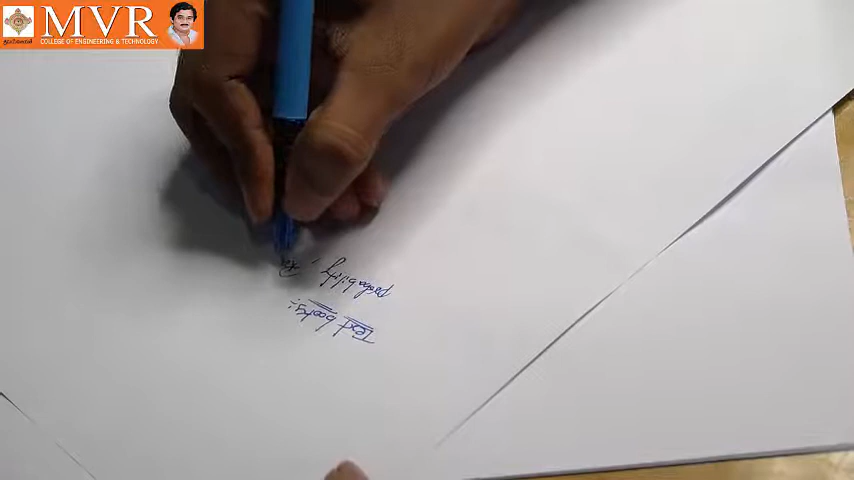 MVR
COLLEGE OF ENGINEERING & TECHNOLOGY
Text books:
probability,